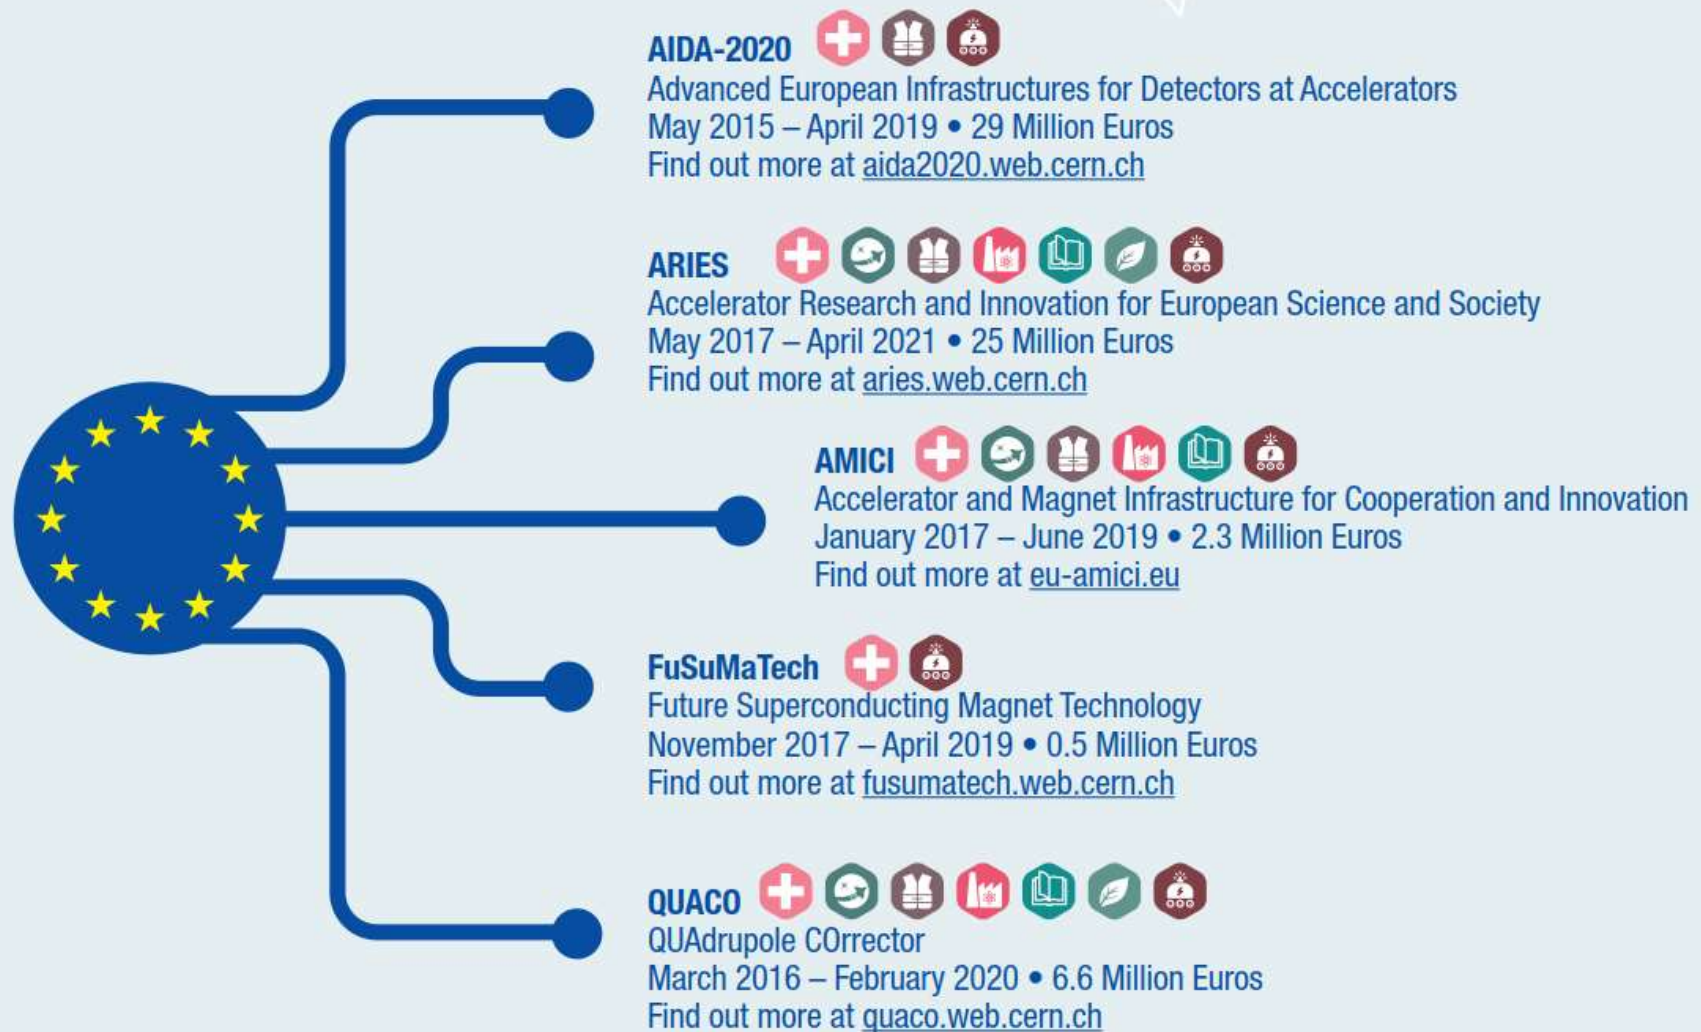 AIDA-2020
Advanced European Infrastructures for Detectors at Accelerators
May 2015 – April 2019 • 29 Million Euros
Find out more at aida2020.web.cern.ch
ARIES
Accelerator Research and Innovation for European Science and Society
May 2017 – April 2021 • 25 Million Euros
Find out more at aries.web.cern.ch
AMICI
Accelerator and Magnet Infrastructure for Cooperation and Innovation
January 2017 – June 2019 • 2.3 Million Euros
Find out more at eu-amici.eu
FuSuMaTech
Future Superconducting Magnet Technology
November 2017 – April 2019 • 0.5 Million Euros
Find out more at fusumatech.web.cern.ch
QUACO
QUAdrupole COrrector
March 2016 – February 2020 • 6.6 Million Euros
Find out more at quaco.web.cern.ch